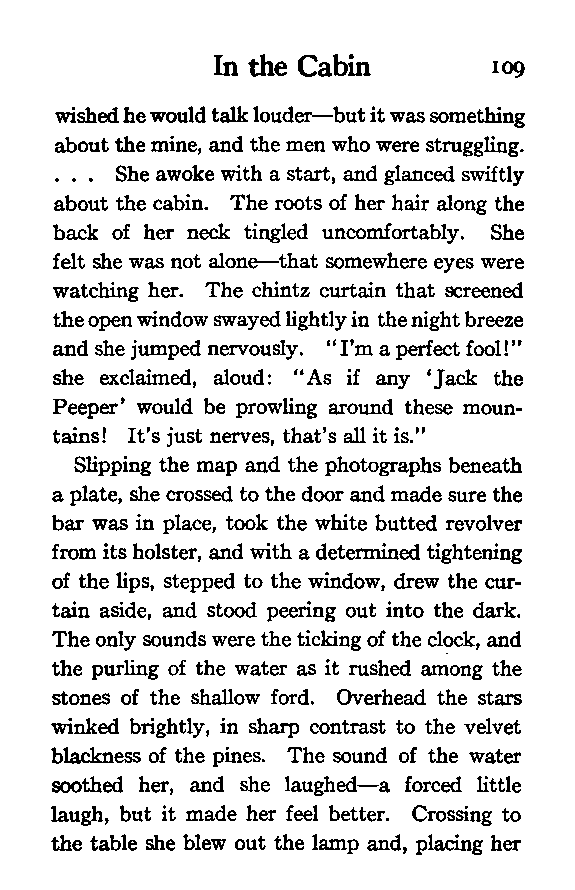 In the Cabin 109
wished he would talk louder—but it was something
about the mine, and the men who were struggling.
. . . She awoke with a start, and glanced swiftly
about the cabin. The roots of her hair along the
back of her neck tingled uncomfortably. She
felt she was not alone—that somewhere eyes were
watching her. The chintz curtain that screened
the open window swayed lightly in the night breeze
and she jumped nervously. "I'm a perfect fool!"
she exclaimed, aloud: "As if any 'Jack the
Peeper' would be prowling around these moun-
tains! It's just nerves, that's all it is."
Slipping the map and the photographs beneath
a plate, she crossed to the door and made sure the
bar was in place, took the white butted revolver
from its holster, and with a determined tightening
of the lips, stepped to the window, drew the cur-
tain aside, and stood peering out into the dark.
The only sounds were the ticking of the clock, and
the purling of the water as it rushed among the
stones of the shallow ford. Overhead the stars
winked brightly, in sharp contrast to the velvet
blackness of the pines. The sound of the water
soothed her, and she laughed—a forced little
laugh, but it made her feel better. Crossing to
the table she blew out the lamp and, placing her